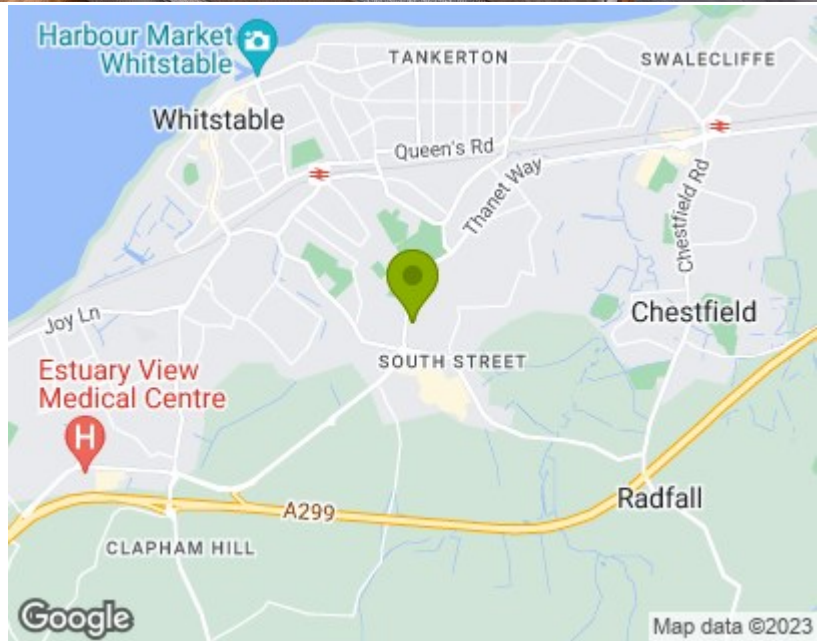 Harbour Market
Whitstable
TANKERTON
SWALECLIFFE
Whitstable
Queen's Rd
Thanet Way
Chestfield Rd
Joy Ln
Chestfield
SOUTH STREET
Estuary View
Medical Centre
H
Radfall
A299
CLAPHAM HILL
Google
Map data ©2023